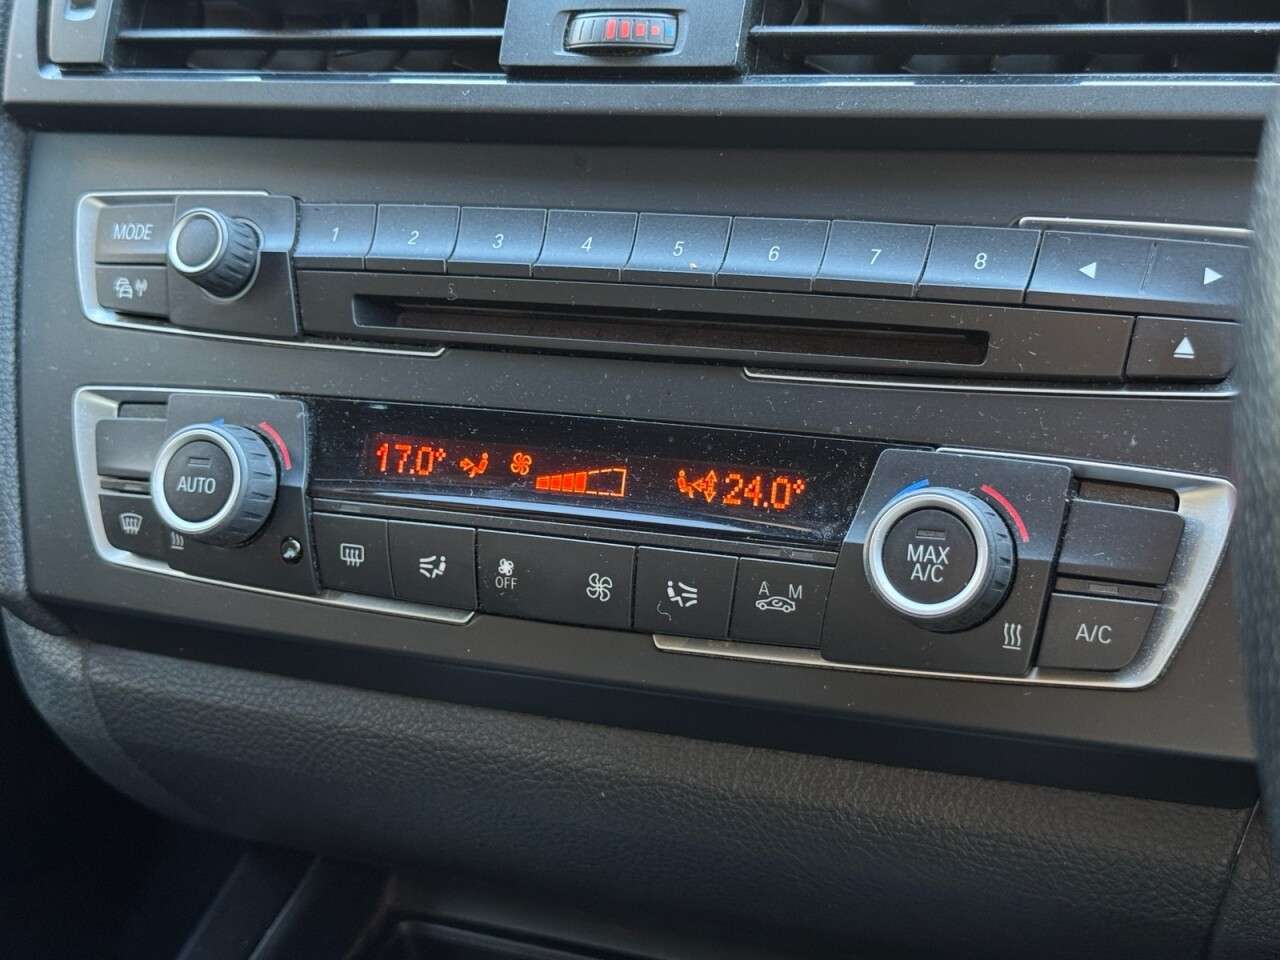 MODE
1 2 3 4 5 6 7 8
17.0°
24.0°
AUTO
OFF
A M
MAX
A/C
A/C